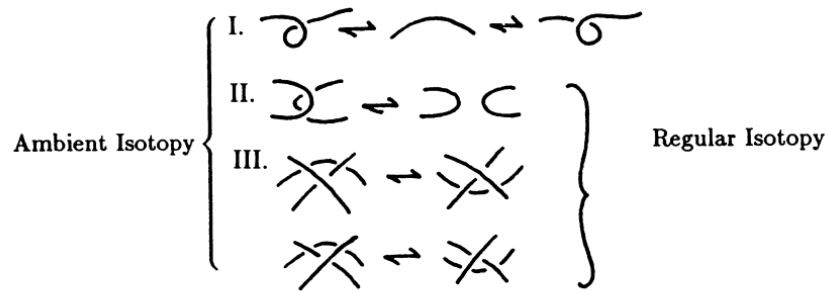 I.
II.
Ambient Isotopy
Regular Isotopy
III.